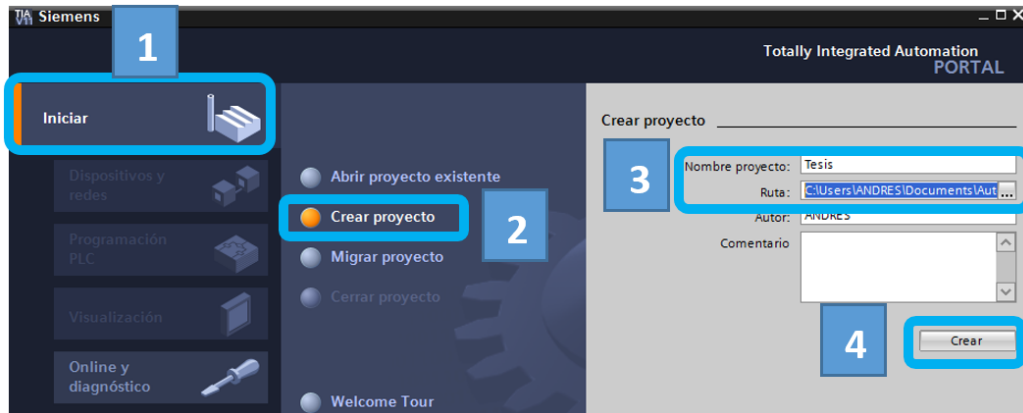 TIA Siemens
1
Totally Integrated Automation
PORTAL
Iniciar
Dispositivos y
redes
Programación
PLC
Visualización
Online y
diagnóstico
Abrir proyecto existente
Crear proyecto
2
Migrar proyecto
Cerrar proyecto
Welcome Tour
Crear proyecto
3
Nombre proyecto: Tesis
Ruta: C:\Users\ANDRES\Documents\Aut ...
Autor: ANDRES
Comentario
4
Crear